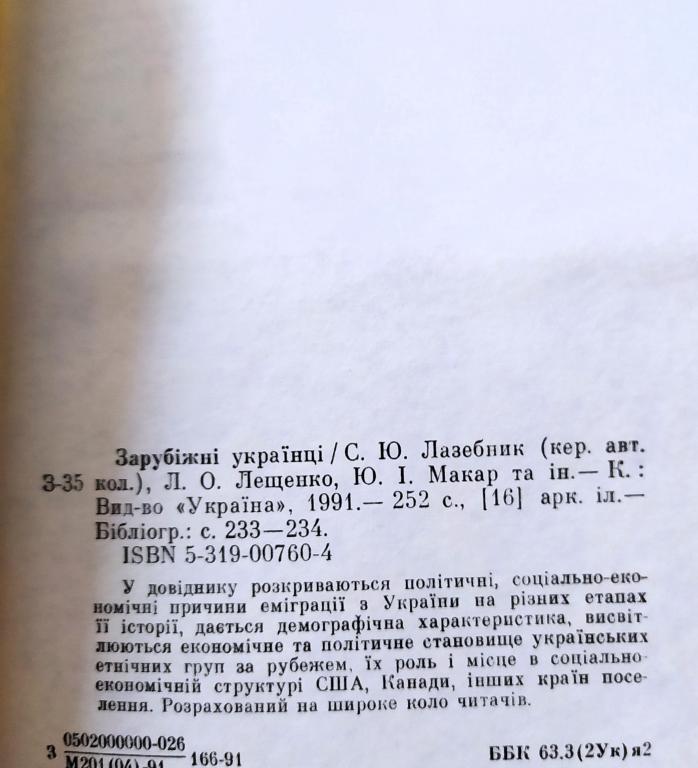 Зарубіжні українці / С. Ю. Лазебник (кер. авт.
З-35 кол.), Л. О. Лещенко, Ю. І. Макар та ін.— К. :
Вид-во «Україна», 1991.— 252 с., [16] арк. іл.—
Бібліогр.: с. 233—234.
ISBN 5-319-00760-4
У довіднику розкриваються політичні, соціально-еко-
номічні причини еміграції з України на різних етапах
її історії, дається демографічна характеристика, висвіт-
люються економічне та політичне становище українських
етнічних груп за рубежем, їх роль і місце в соціально-
економічній структурі США, Канади, інших країн посе-
лення. Розрахований на широке коло читачів.
З 0502000000-026
М201(04)-91 166-91
ББК 63.3(2Ук)я2